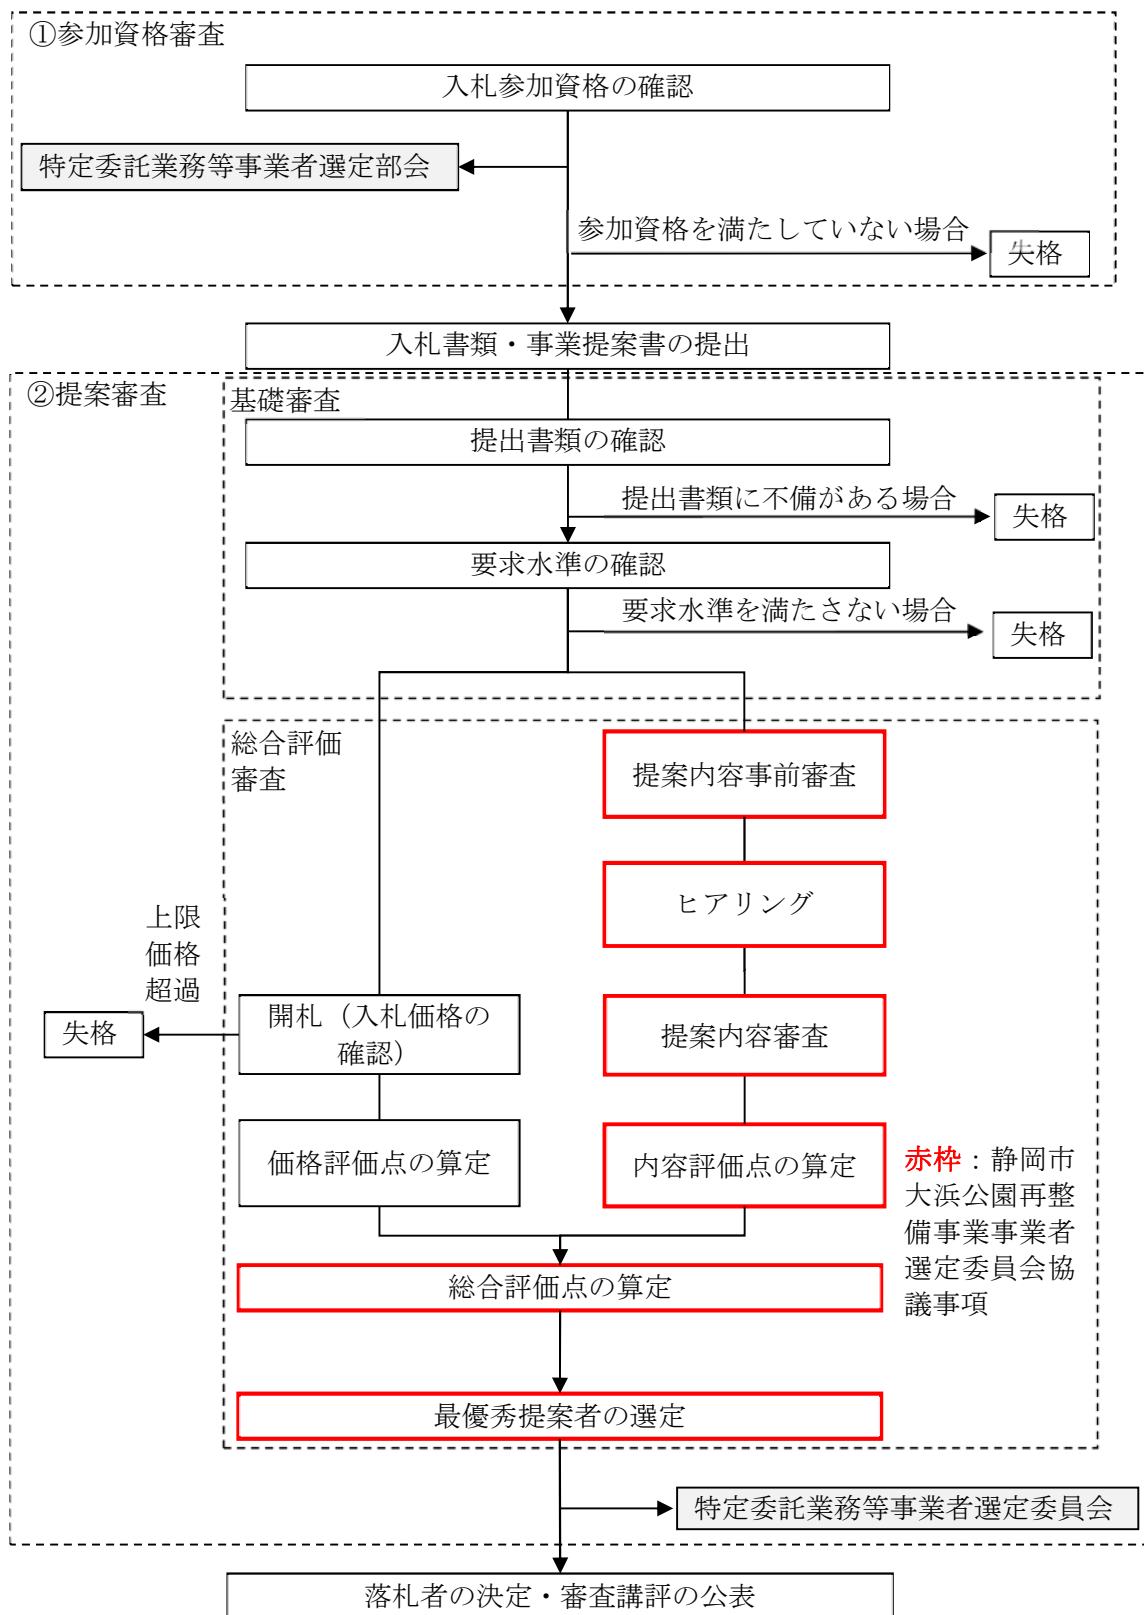 ①参加資格審査
入札参加資格の確認
特定委託業務等事業者選定部会
参加資格を満たしていない場合
失格
入札書類・事業提案書の提出
②提案審査
基礎審査
提出書類の確認
提出書類に不備がある場合
失格
要求水準の確認
要求水準を満たさない場合
失格
総合評価
審査
提案内容事前審査
ヒアリング
上限
価格
超過
失格
開札（入札価格の
確認）
提案内容審査
価格評価点の算定
内容評価点の算定
赤枠：静岡市
大浜公園再整
備事業事業者
選定委員会協
議事項
総合評価点の算定
最優秀提案者の選定
特定委託業務等事業者選定委員会
落札者の決定・審査講評の公表